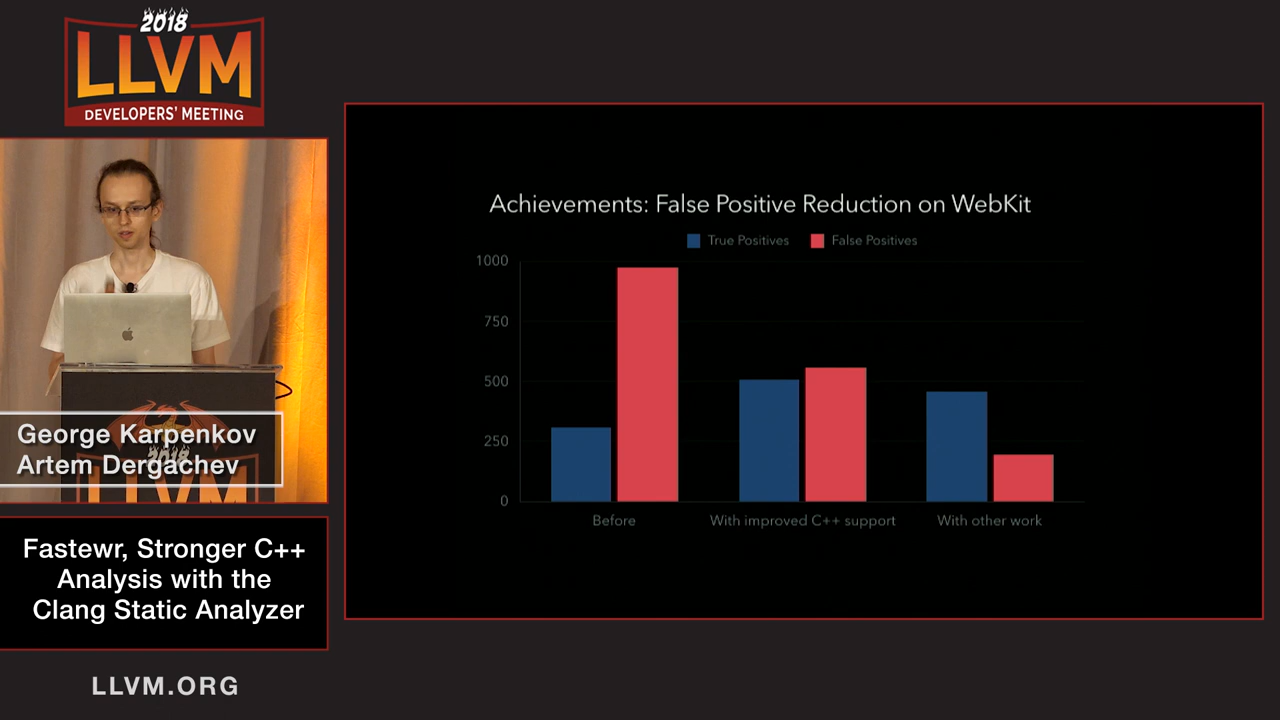 2018
LLVM
DEVELOPERS' MEETING
George Karpenkov
Artem Dergachev
2018
LLVM
Fastewr, Stronger C++
Analysis with the
Clang Static Analyzer
LLVM.ORG
Achievements: False Positive Reduction on WebKit
True Positives False Positives
1000
750
500
250
0
Before With improved C++ support With other work